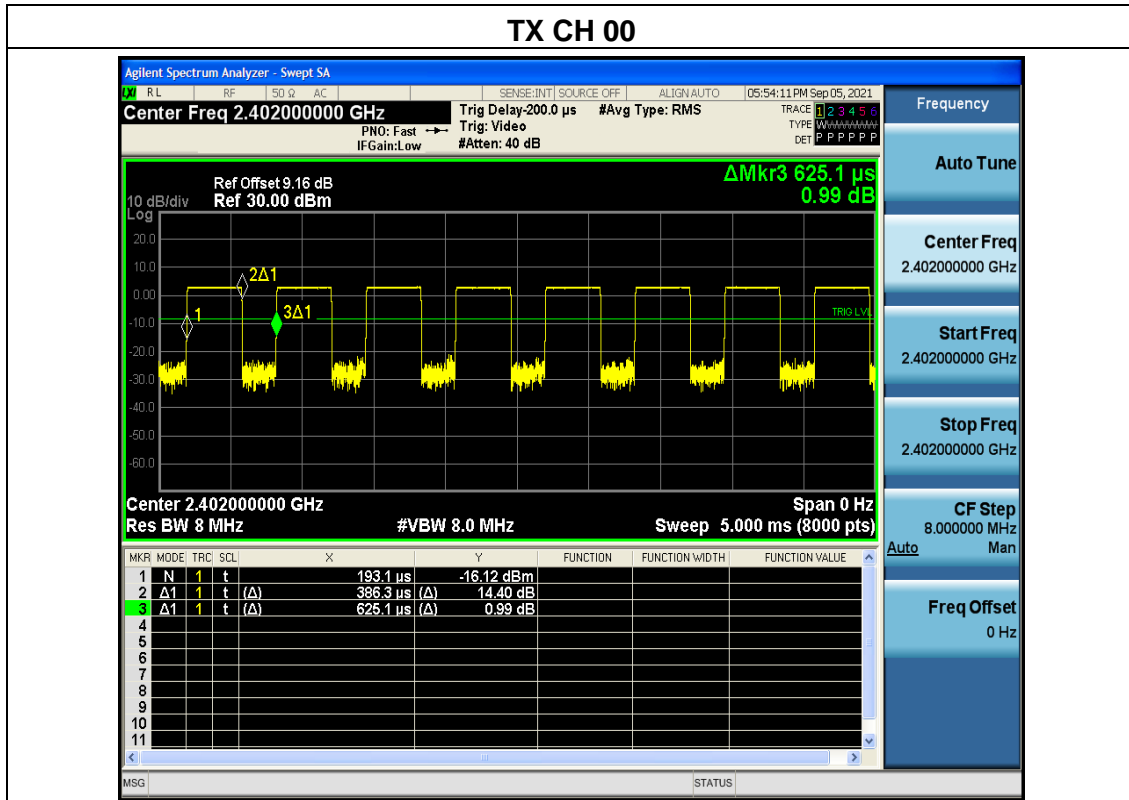 TX CH 00
Agilent Spectrum Analyzer - Swept SA
LXI RL RF 50 Ω AC SENSE:INT SOURCE OFF ALIGN AUTO 05:54:11 PM Sep 05, 2021
Center Freq 2.402000000 GHz
PNO: Fast
IFGain:Low
Trig Delay-200.0 µs #Avg Type: RMS
Trig: Video
#Atten: 40 dB
TRACE 1 2 3 4 5 6
TYPE WWWWWW
DET P P P P P P
ΔMkr3 625.1 µs
0.99 dB
Ref Offset 9.16 dB
10 dB/div Ref 30.00 dBm
Log
20.0
10.0
0.00
-10.0
-20.0
-30.0
-40.0
-50.0
-60.0
1
2Δ1
3Δ1
TRIG LVL
Center 2.402000000 GHz Span 0 Hz
Res BW 8 MHz #VBW 8.0 MHz Sweep 5.000 ms (8000 pts)
MKR MODE TRC SCL X Y FUNCTION FUNCTION WIDTH FUNCTION VALUE
1 N 1 t 193.1 µs -16.12 dBm
2 Δ1 1 t (Δ) 386.3 µs (Δ) 14.40 dB
3 Δ1 1 t (Δ) 625.1 µs (Δ) 0.99 dB
4
5
6
7
8
9
10
11
MSG STATUS
Frequency
Auto Tune
Center Freq
2.402000000 GHz
Start Freq
2.402000000 GHz
Stop Freq
2.402000000 GHz
CF Step
8.000000 MHz
Auto Man
Freq Offset
0 Hz